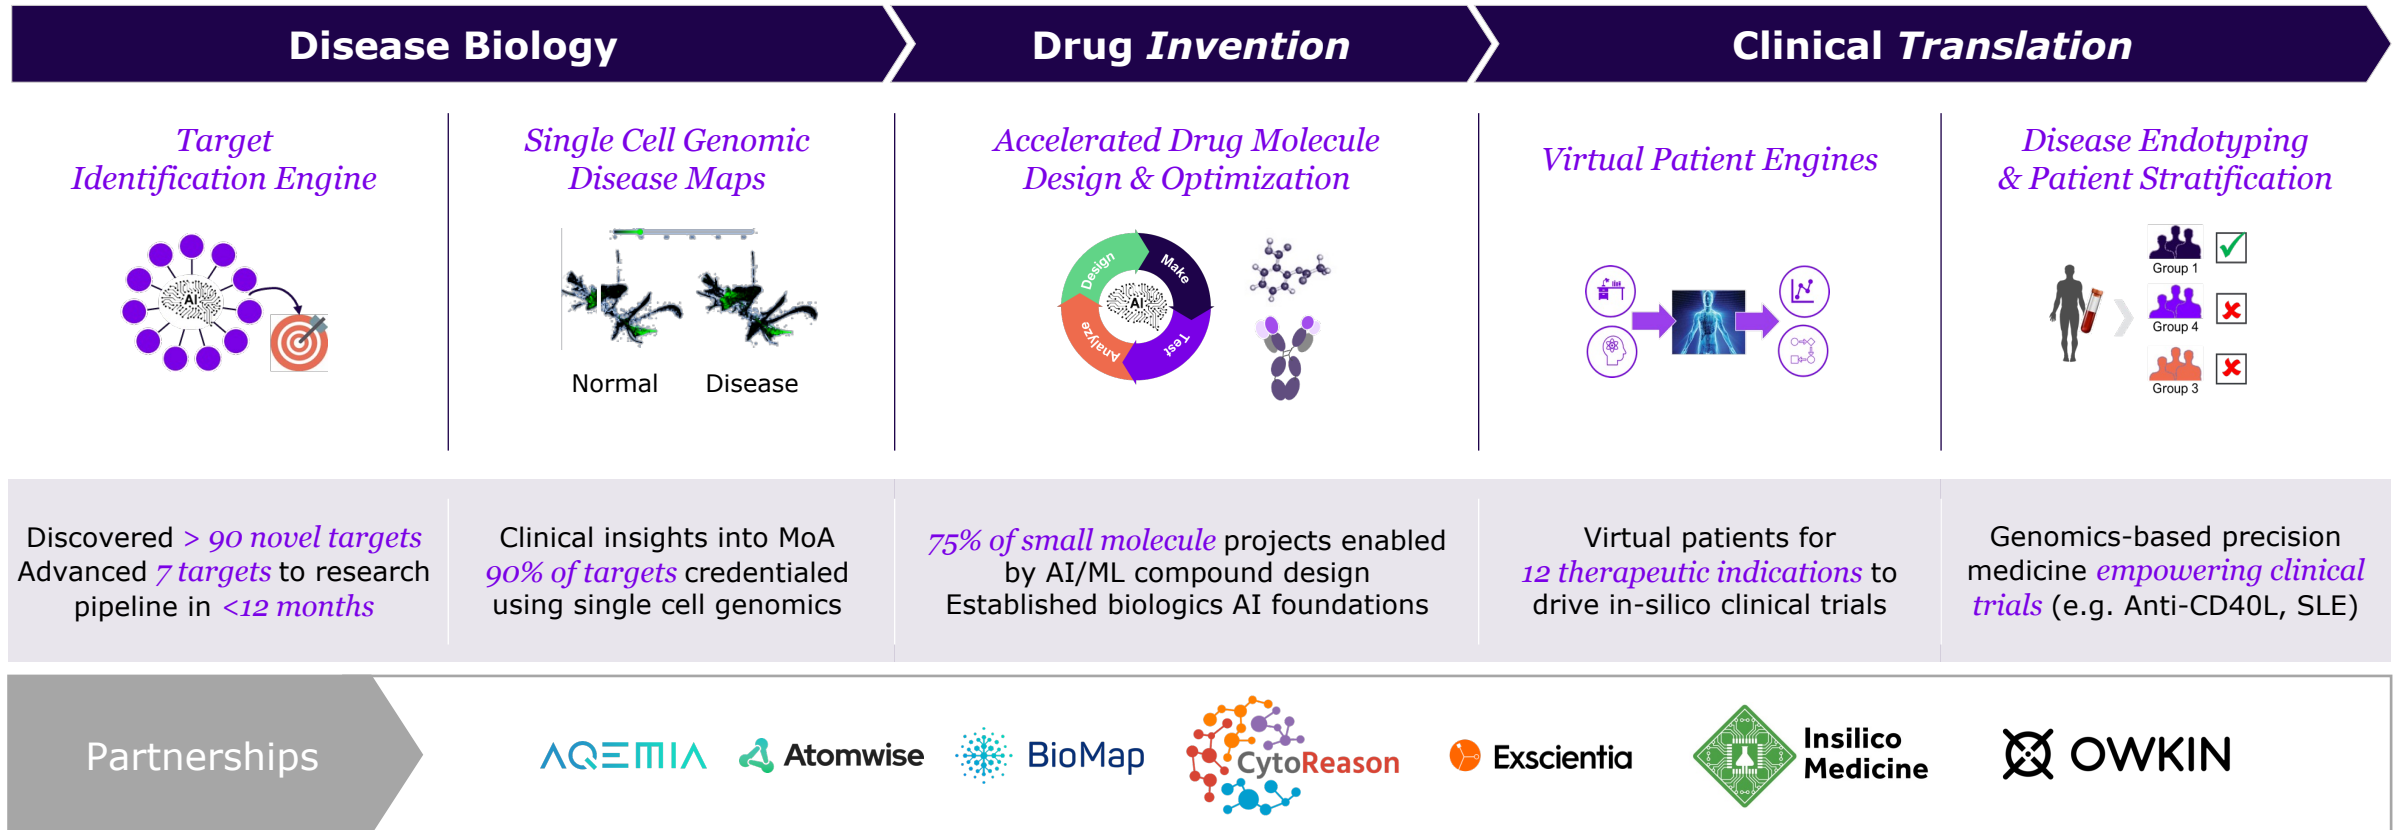 Disease Biology
Drug Invention
Clinical Translation
Target
Identification Engine
AI
Single Cell Genomic
Disease Maps
Normal
Disease
Accelerated Drug Molecule
Design & Optimization
Design
Make
Test
Analyze
AI
Virtual Patient Engines
Disease Endotyping
& Patient Stratification
Group 1
Group 4
Group 3
Discovered > 90 novel targets
Advanced 7 targets to research
pipeline in <12 months
Clinical insights into MoA
90% of targets credentialed
using single cell genomics
75% of small molecule projects enabled
by AI/ML compound design
Established biologics AI foundations
Virtual patients for
12 therapeutic indications to
drive in-silico clinical trials
Genomics-based precision
medicine empowering clinical
trials (e.g. Anti-CD40L, SLE)
Partnerships
AQEMIA
Atomwise
BioMap
CytoReason
Exscientia
Insilico
Medicine
OWKIN